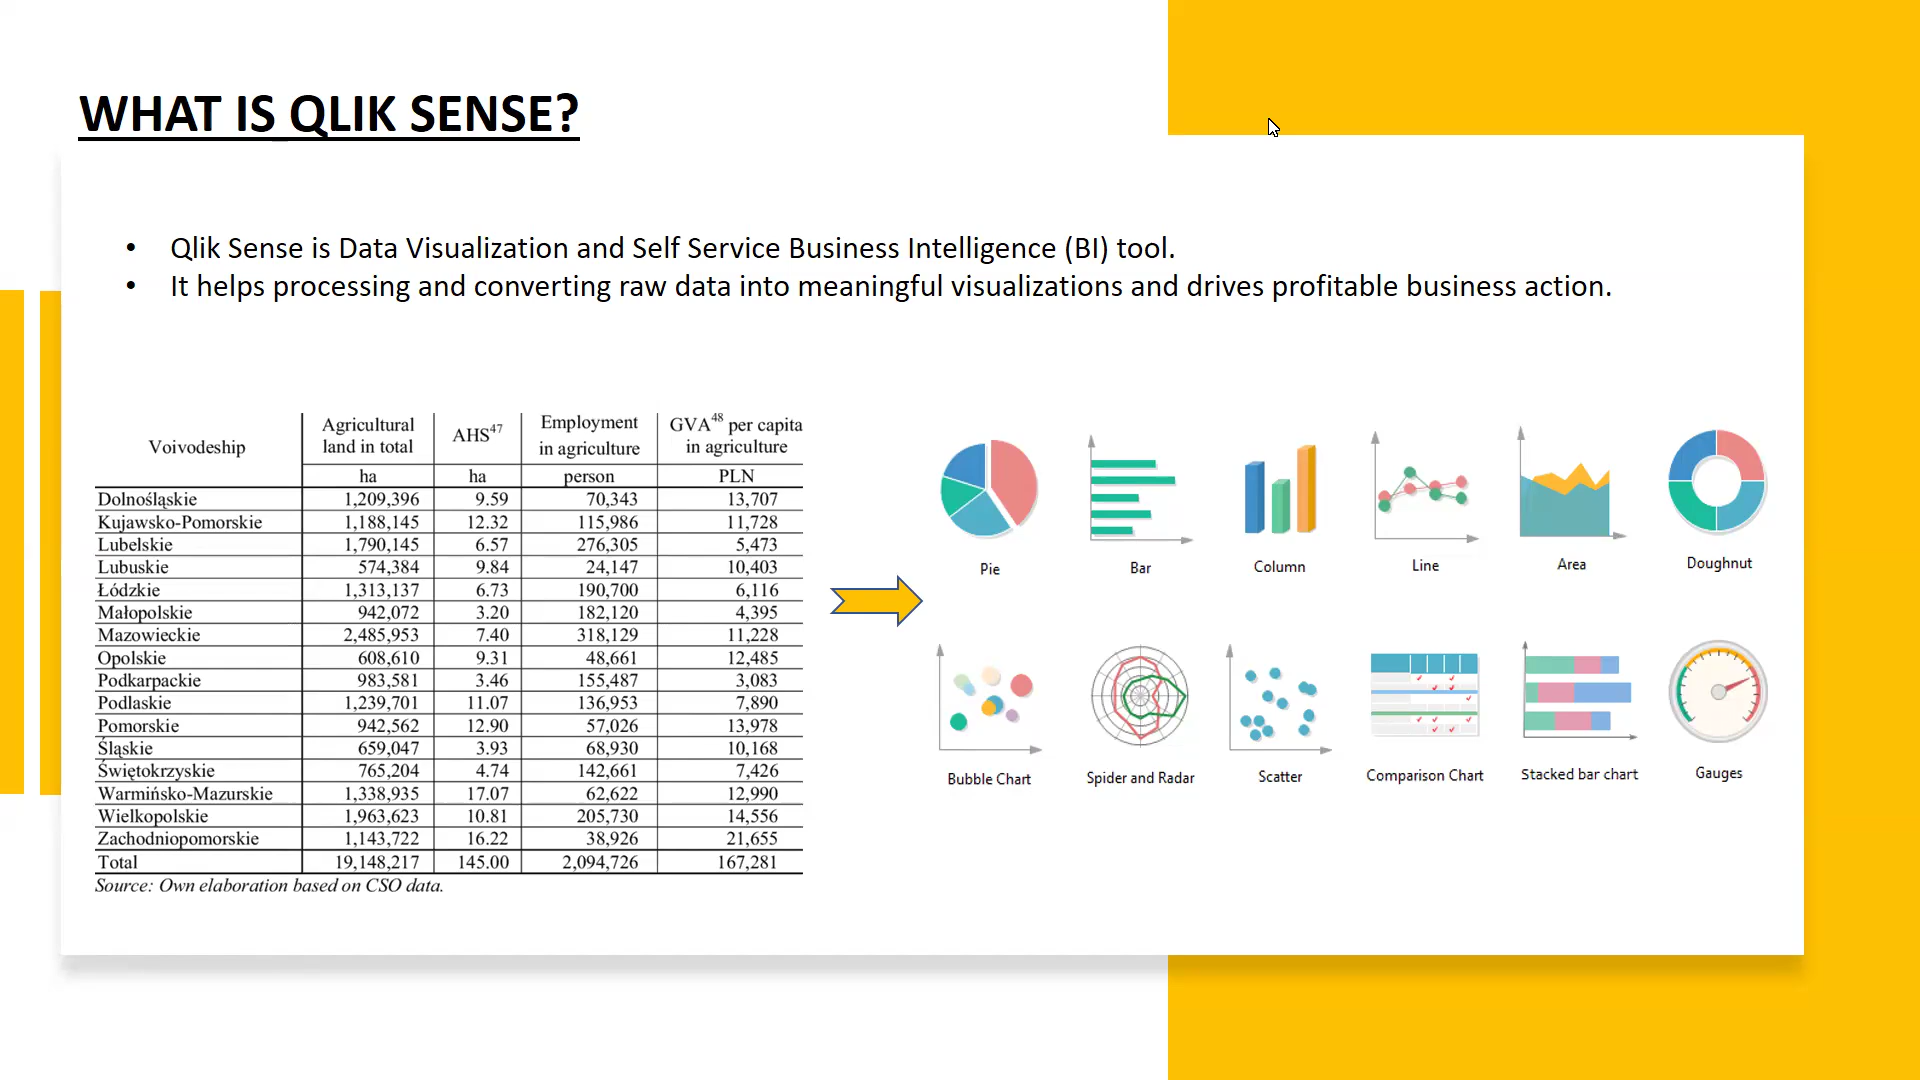 WHAT IS QLIK SENSE?
• Qlik Sense is Data Visualization and Self Service Business Intelligence (BI) tool.
• It helps processing and converting raw data into meaningful visualizations and drives profitable business action.
Voivodeship Agricultural land in total AHS47 Employment in agriculture GVA48 per capita in agriculture
ha ha person PLN
Dolnośląskie 1,209,396 9.59 70,343 13,707
Kujawsko-Pomorskie 1,188,145 12.32 115,986 11,728
Lubelskie 1,790,145 6.57 276,305 5,473
Lubuskie 574,384 9.84 24,147 10,403
Łódzkie 1,313,137 6.73 190,700 6,116
Małopolskie 942,072 3.20 182,120 4,395
Mazowieckie 2,485,953 7.40 318,129 11,228
Opolskie 608,610 9.31 48,661 12,485
Podkarpackie 983,581 3.46 155,487 3,083
Podlaskie 1,239,701 11.07 136,953 7,890
Pomorskie 942,562 12.90 57,026 13,978
Śląskie 659,047 3.93 68,930 10,168
Świętokrzyskie 765,204 4.74 142,661 7,426
Warmińsko-Mazurskie 1,338,935 17.07 62,622 12,990
Wielkopolskie 1,963,623 10.81 205,730 14,556
Zachodniopomorskie 1,143,722 16.22 38,926 21,655
Total 19,148,217 145.00 2,094,726 167,281
Source: Own elaboration based on CSO data.
Pie Bar Column Line Area Doughnut
Bubble Chart Spider and Radar Scatter Comparison Chart Stacked bar chart Gauges